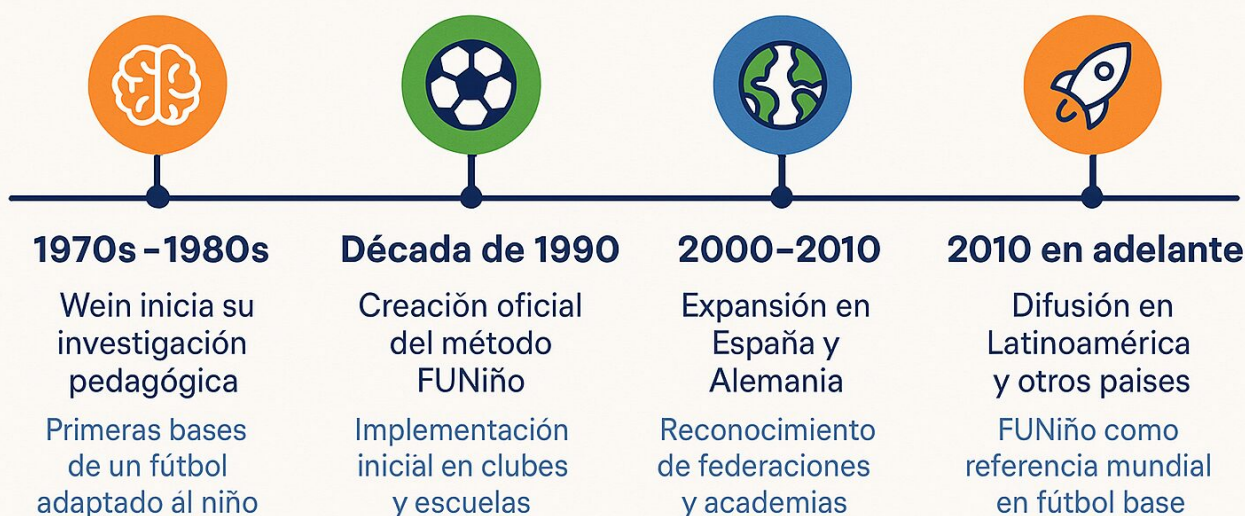 1970s–1980s
Wein inicia su
investigación
pedagógica
Primeras bases
de un fútbol
adaptado ál niño
Década de 1990
Creaciŏn oficial
del método
FUNiño
Implementación
inicial en clubes
y escuelas
2000–2010
Expansión en
España y
Alemania
Reconocimiento
de federaciones
y academias
2010 en adelante
Difusión en
Latinoamérica
y otros paises
FUNiño como
referencia mundial
en fútbol base